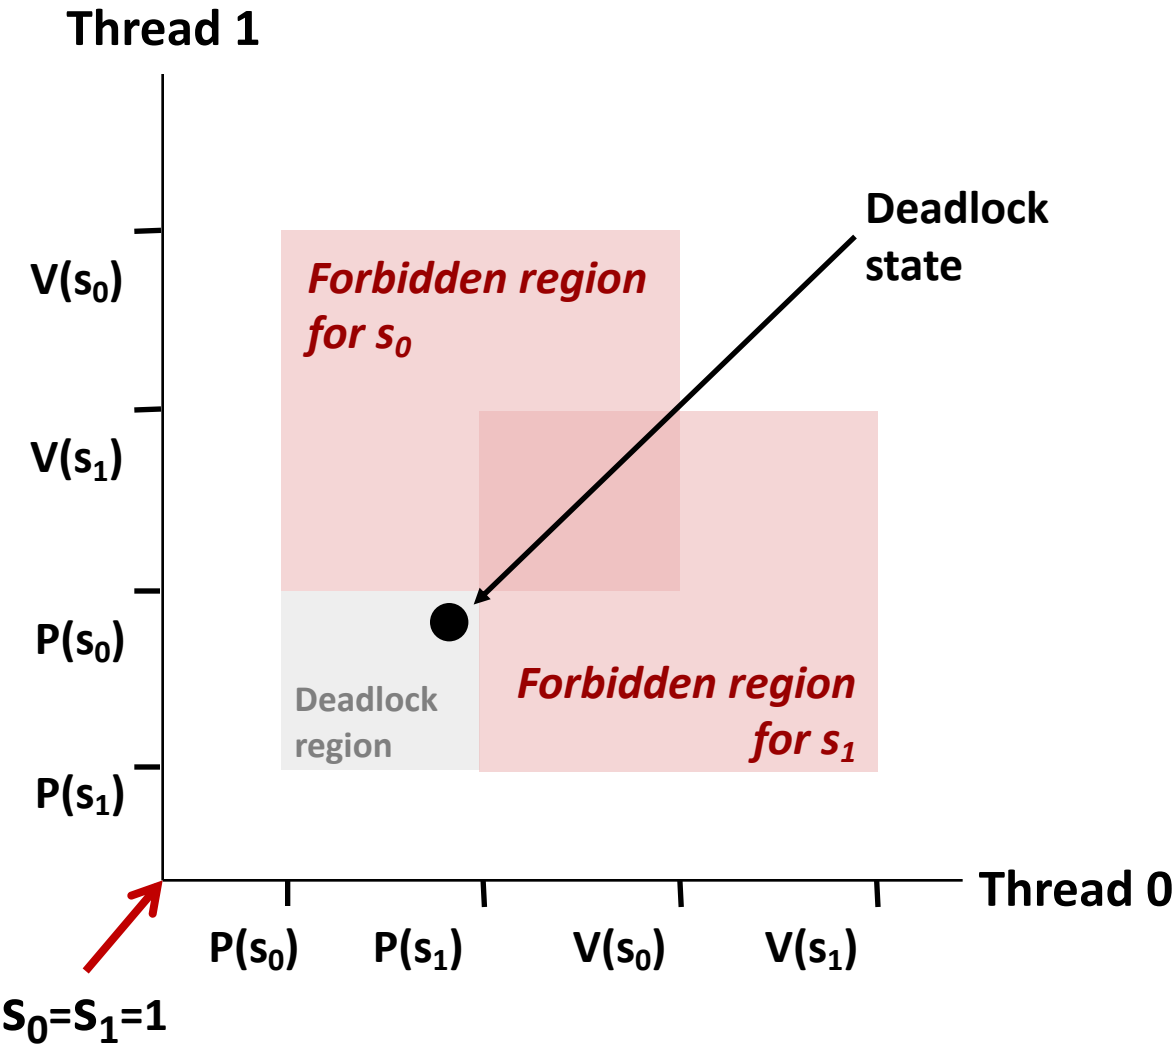 Thread 1
Deadlock
state
V(s₀)
Forbidden region
for s₀
V(s₁)
P(s₀)
Forbidden region
for s₁
Deadlock
region
P(s₁)
Thread 0
P(s₀) P(s₁) V(s₀) V(s₁)
s₀=s₁=1